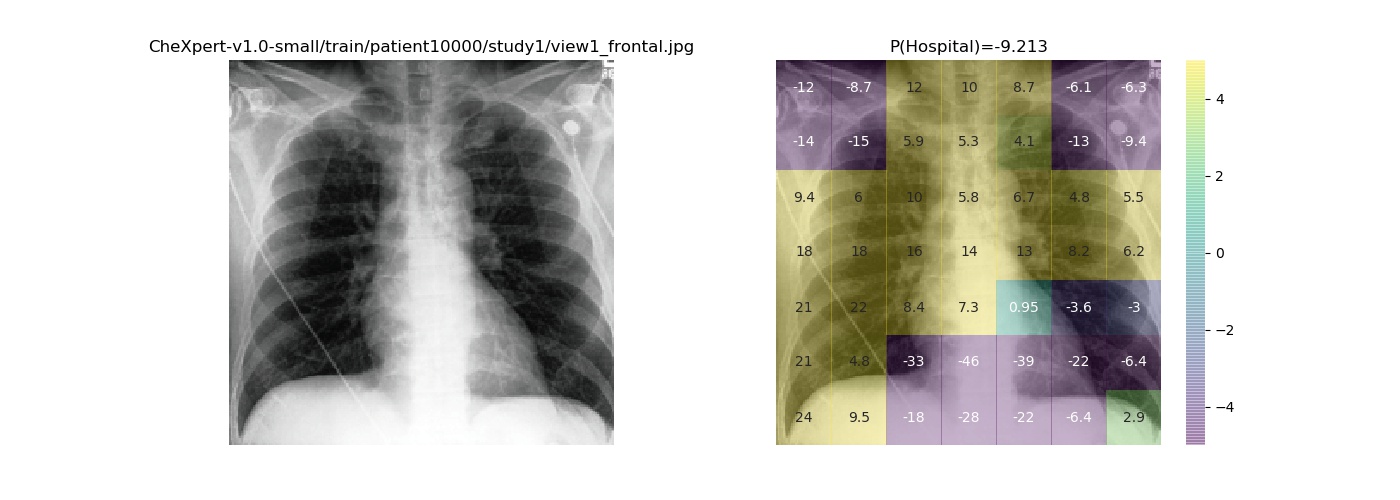 CheXpert-v1.0-small/train/patient10000/study1/view1_frontal.jpg
P(Hospital)=-9.213
-12 -8.7 12 10 8.7 -6.1 -6.3
-14 -15 5.9 5.3 4.1 -13 -9.4
9.4 6 10 5.8 6.7 4.8 5.5
18 18 16 14 13 8.2 6.2
21 22 8.4 7.3 0.95 -3.6 -3
21 4.8 -33 -46 -39 -22 -6.4
24 9.5 -18 -28 -22 -6.4 2.9
4
2
0
−2
−4